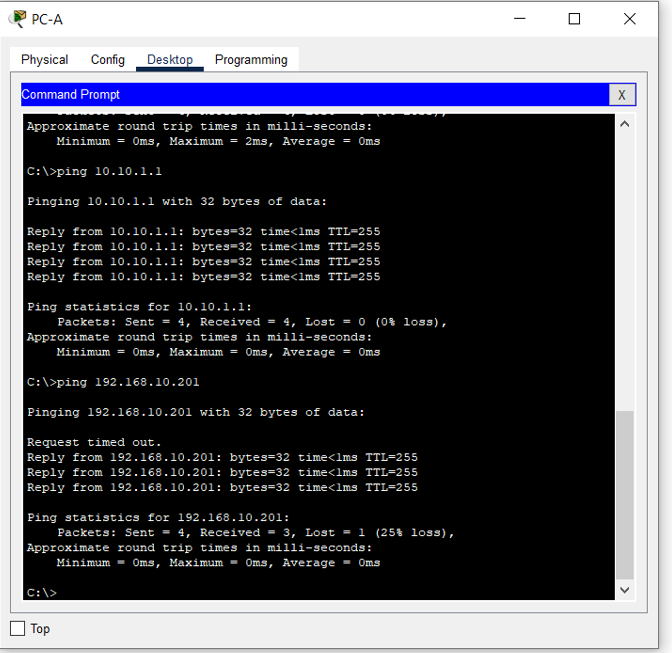 PC-A
Physical Config Desktop Programming
Command Prompt X
Approximate round trip times in milli-seconds:
Minimum = 0ms, Maximum = 2ms, Average = 0ms
C:\>ping 10.10.1.1
Pinging 10.10.1.1 with 32 bytes of data:
Reply from 10.10.1.1: bytes=32 time<1ms TTL=255
Reply from 10.10.1.1: bytes=32 time<1ms TTL=255
Reply from 10.10.1.1: bytes=32 time<1ms TTL=255
Reply from 10.10.1.1: bytes=32 time<1ms TTL=255
Ping statistics for 10.10.1.1:
Packets: Sent = 4, Received = 4, Lost = 0 (0% loss),
Approximate round trip times in milli-seconds:
Minimum = 0ms, Maximum = 0ms, Average = 0ms
C:\>ping 192.168.10.201
Pinging 192.168.10.201 with 32 bytes of data:
Request timed out.
Reply from 192.168.10.201: bytes=32 time<1ms TTL=255
Reply from 192.168.10.201: bytes=32 time<1ms TTL=255
Reply from 192.168.10.201: bytes=32 time<1ms TTL=255
Ping statistics for 192.168.10.201:
Packets: Sent = 4, Received = 3, Lost = 1 (25% loss),
Approximate round trip times in milli-seconds:
Minimum = 0ms, Maximum = 0ms, Average = 0ms
C:\>
Top